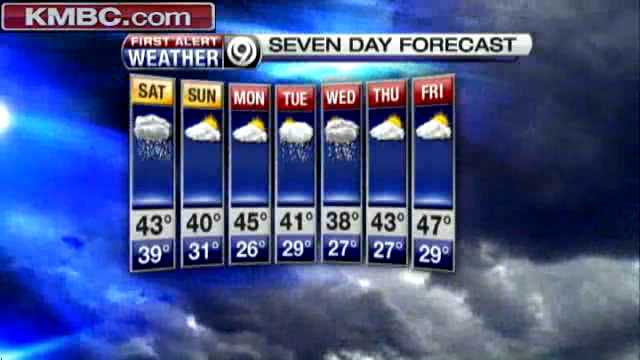 KMBC.com
FIRST ALERT
WEATHER 9 SEVEN DAY FORECAST
SAT SUN MON TUE WED THU FRI
43° 40° 45° 41° 38° 43° 47°
39° 31° 26° 29° 27° 27° 29°